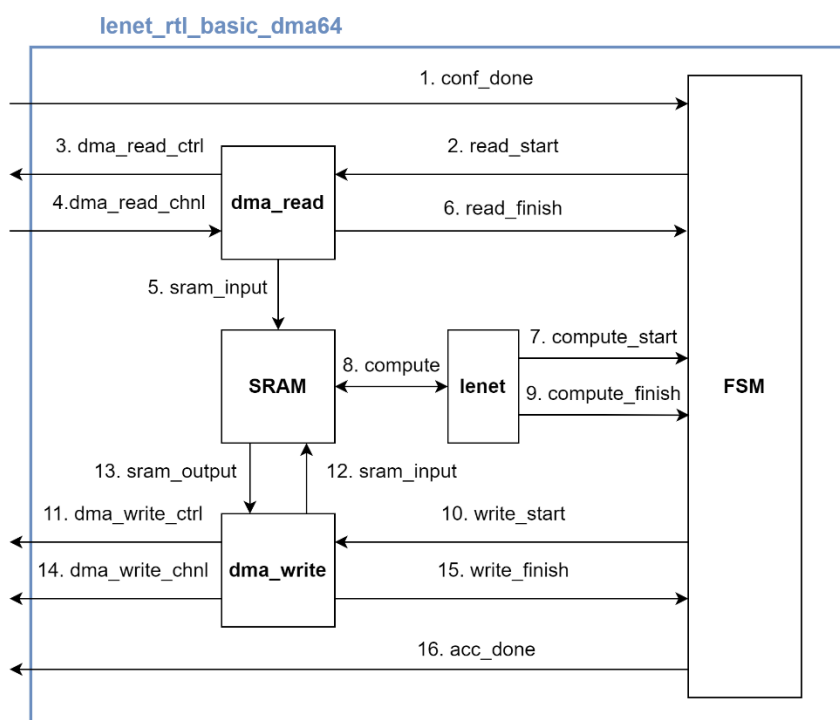 lenet_rtl_basic_dma64
1. conf_done
3. dma_read_ctrl
2. read_start
4.dma_read_chnl
dma_read
6. read_finish
5. sram_input
7. compute_start
8. compute
SRAM
lenet
9. compute_finish
FSM
13. sram_output
12. sram_input
11. dma_write_ctrl
10. write_start
14. dma_write_chnl
dma_write
15. write_finish
16. acc_done